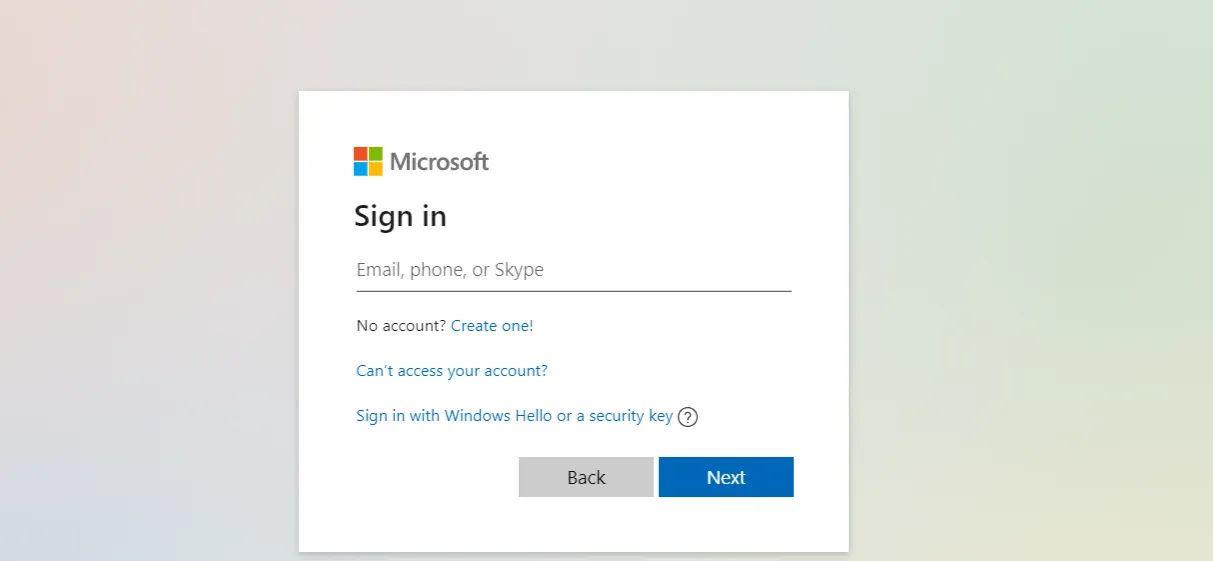 Microsoft
Sign in
Email, phone, or Skype
No account? Create one!
Can't access your account?
Sign in with Windows Hello or a security key ?
Back Next